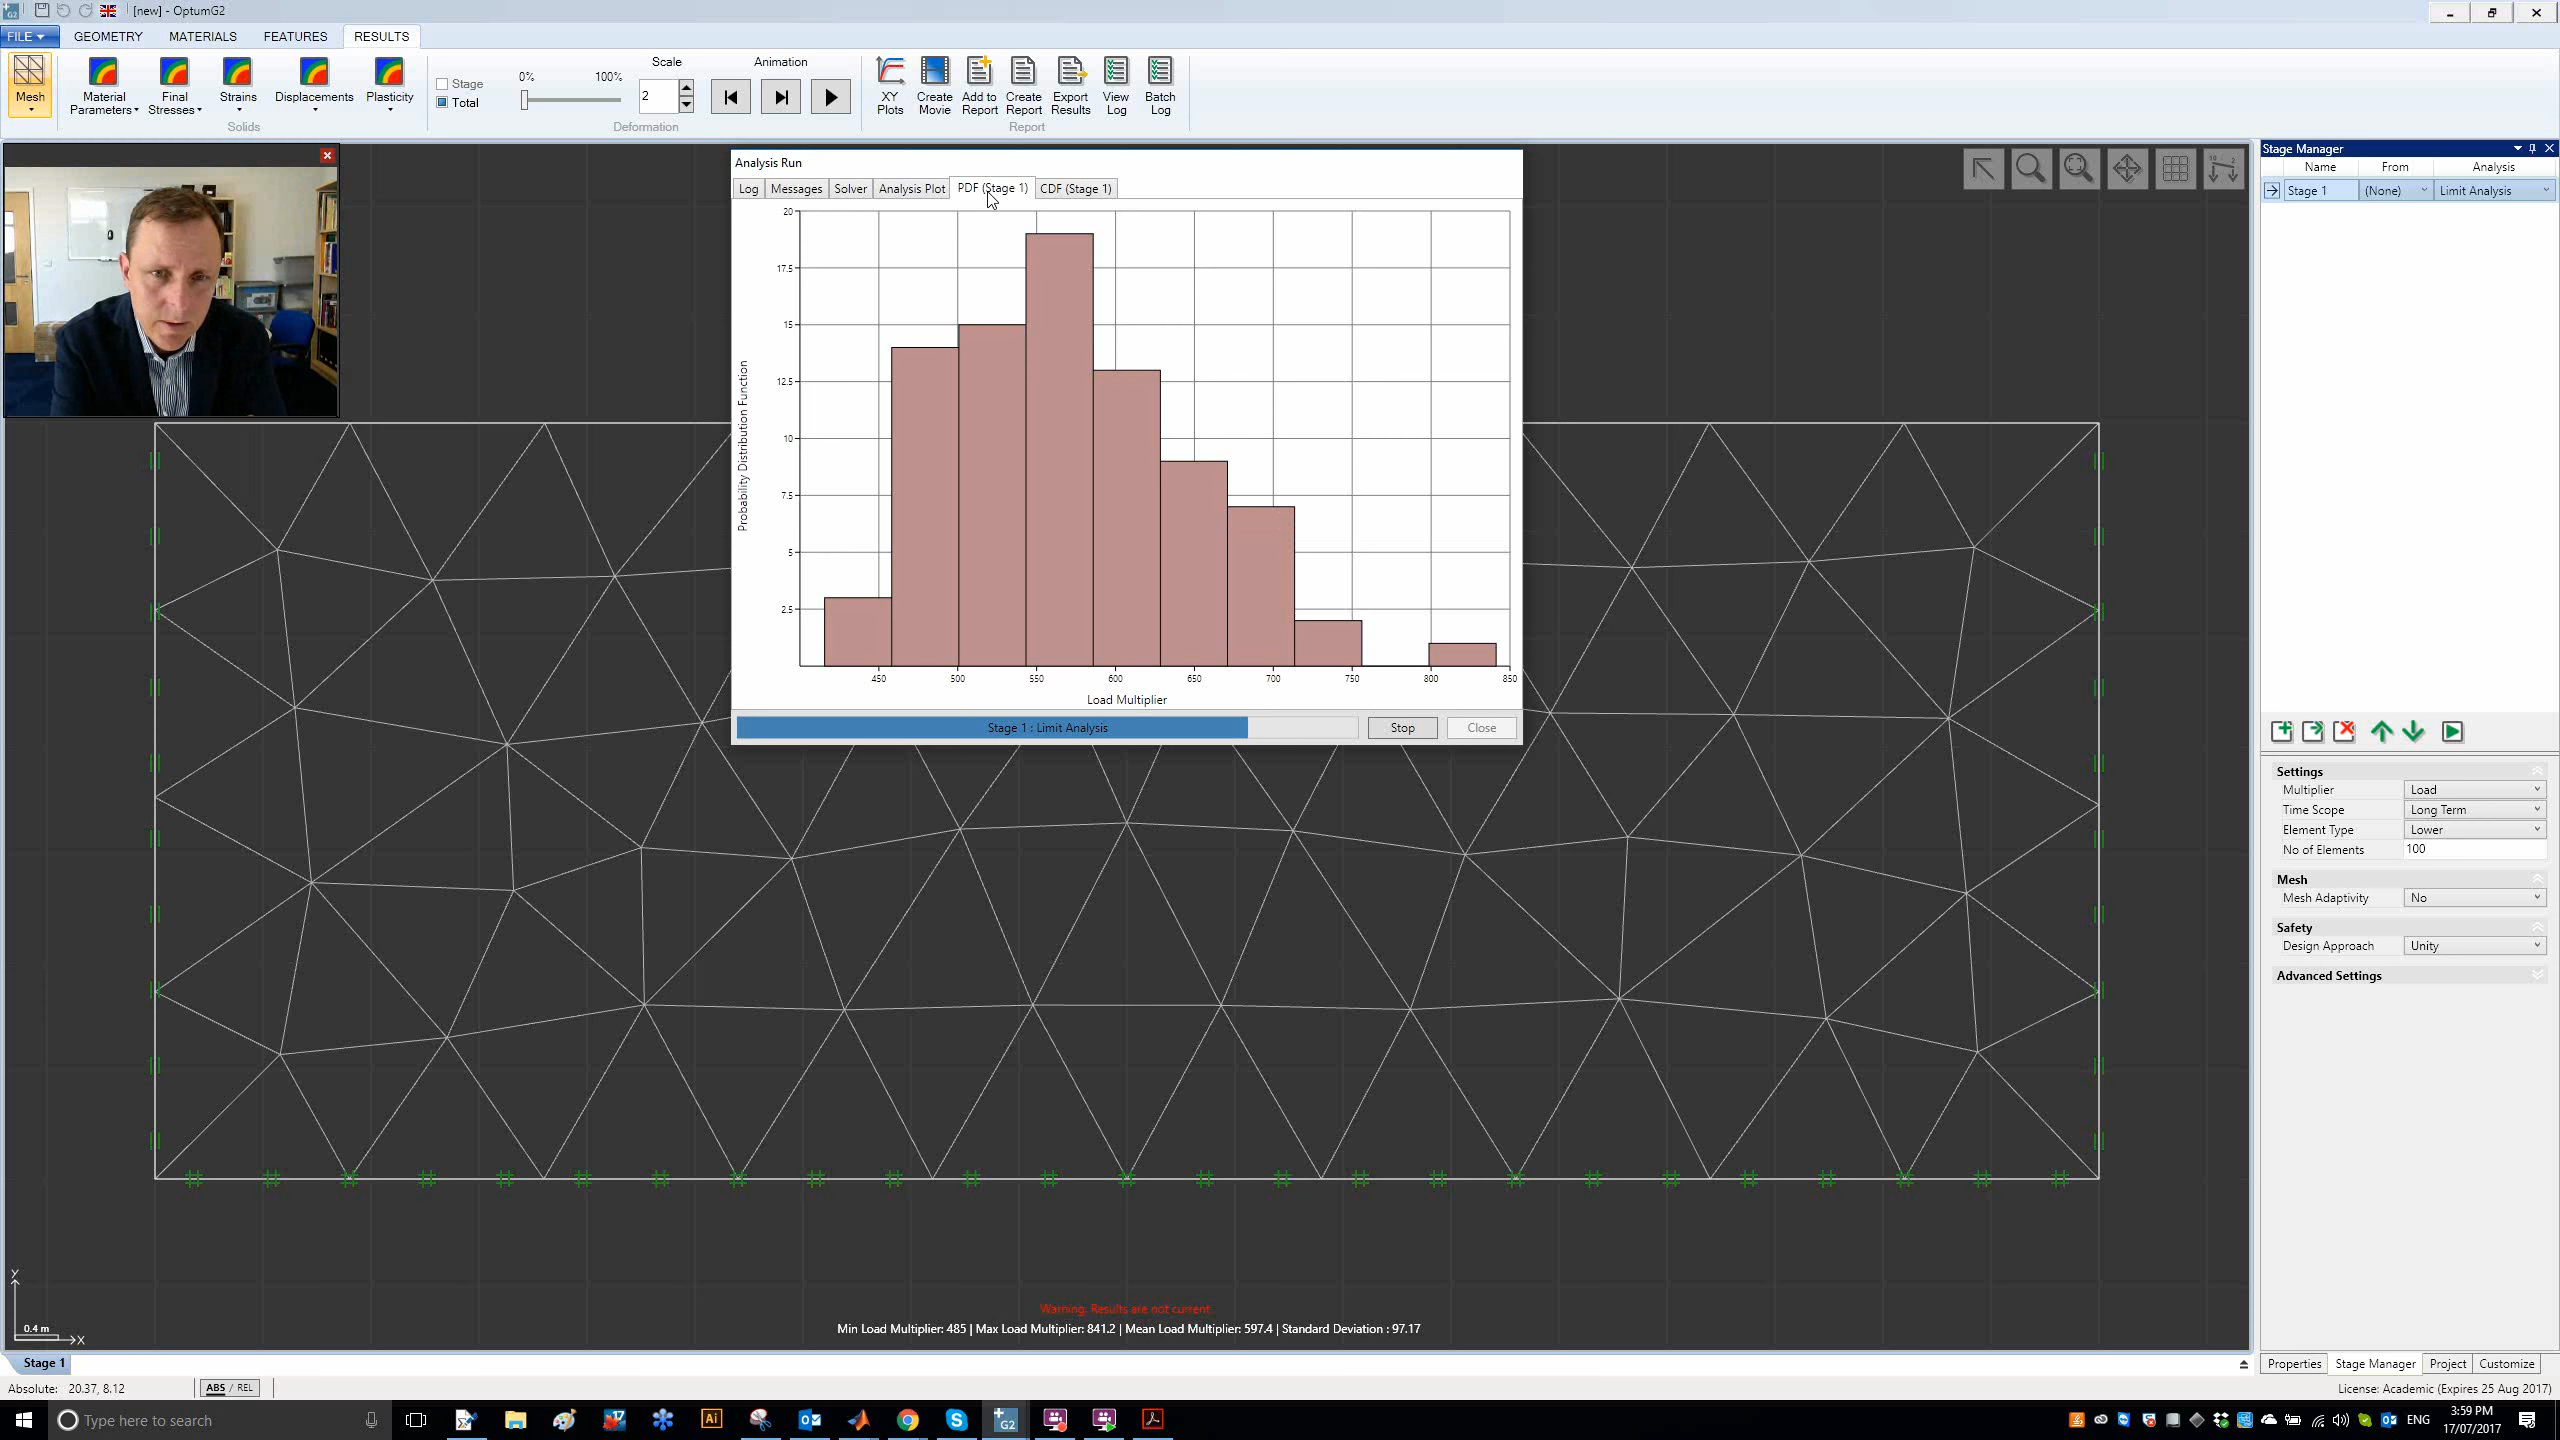 [new] - OptumG2
FILE GEOMETRY MATERIALS FEATURES RESULTS
Mesh
Material Parameters
Final Stresses
Strains
Displacements
Plasticity
Solids
Stage
Total
0% 100%
Scale
2
Animation
Deformation
XY Plots
Create Movie
Add to Report
Create Report
Export Results
View Log
Batch Log
Report
Analysis Run
Log Messages Solver Analysis Plot PDF (Stage 1) CDF (Stage 1)
Probability Distribution Function
20
17.5
15
12.5
10
7.5
5
2.5
450 500 550 600 650 700 750 800 850
Load Multiplier
Stage 1 : Limit Analysis
Stop Close
Stage Manager
Name From Analysis
Stage 1 (None) Limit Analysis
Settings
Multiplier Load
Time Scope Long Term
Element Type Lower
No of Elements 100
Mesh
Mesh Adaptivity No
Safety
Design Approach Unity
Advanced Settings
Y
0.4 m
X
Warning: Results are not current
Min Load Multiplier: 485 | Max Load Multiplier: 841.2 | Mean Load Multiplier: 597.4 | Standard Deviation : 97.17
Stage 1
Properties Stage Manager Project Customize
Absolute: 20.37, 8.12 ABS / REL
License: Academic (Expires 25 Aug 2017)
Type here to search
Ai
G2
ENG
3:59 PM
17/07/2017